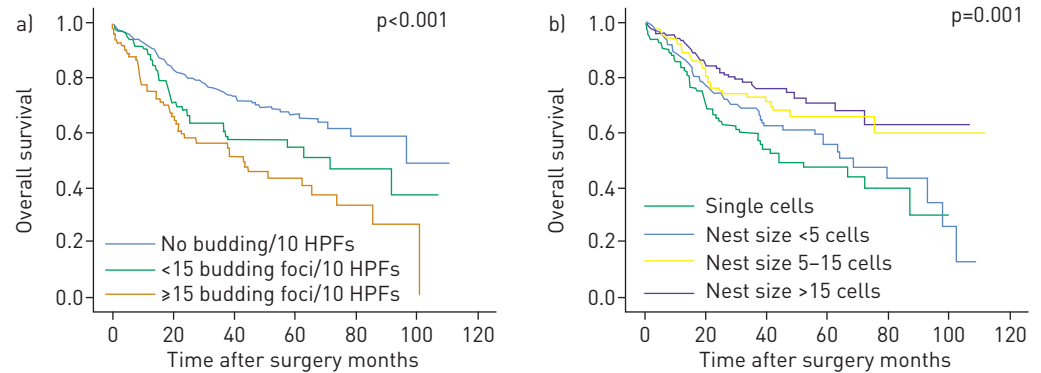 a)
p<0.001
Overall survival
1.0
0.8
0.6
0.4
0.2
0.0
No budding/10 HPFs
<15 budding foci/10 HPFs
⩾15 budding foci/10 HPFs
0 20 40 60 80 100 120
Time after surgery months
b)
p=0.001
Overall survival
1.0
0.8
0.6
0.4
0.2
0.0
Single cells
Nest size <5 cells
Nest size 5–15 cells
Nest size >15 cells
0 20 40 60 80 100 120
Time after surgery months